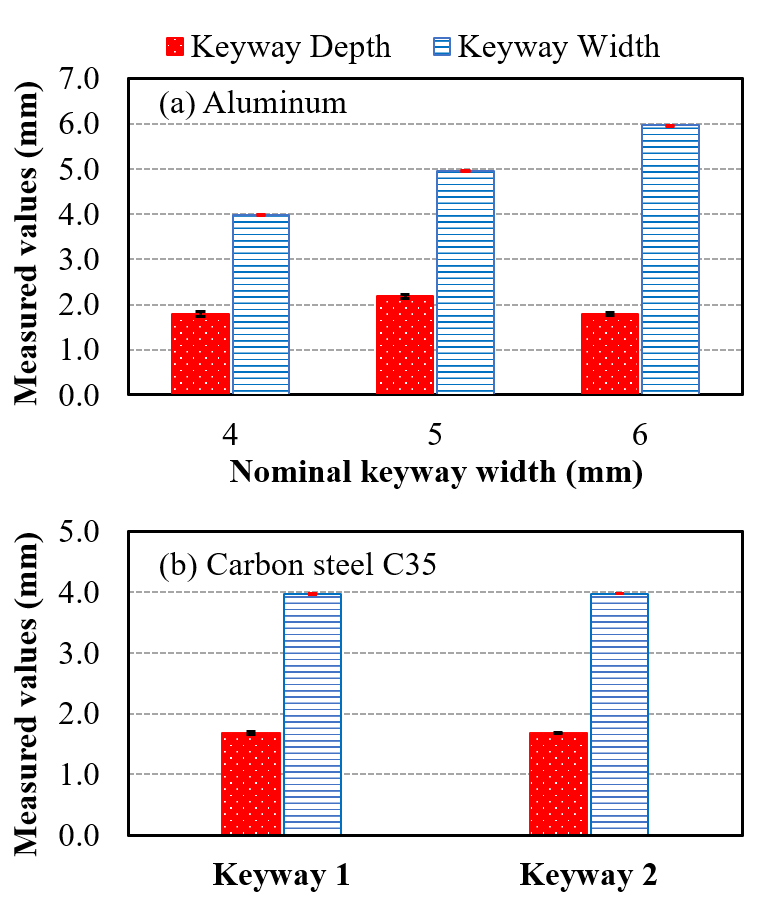 Keyway Depth Keyway Width
7.0
(a) Aluminum
6.0
5.0
4.0
3.0
2.0
1.0
0.0
Measured values (mm)
4 5 6
Nominal keyway width (mm)
5.0
(b) Carbon steel C35
4.0
3.0
2.0
1.0
0.0
Measured values (mm)
Keyway 1 Keyway 2